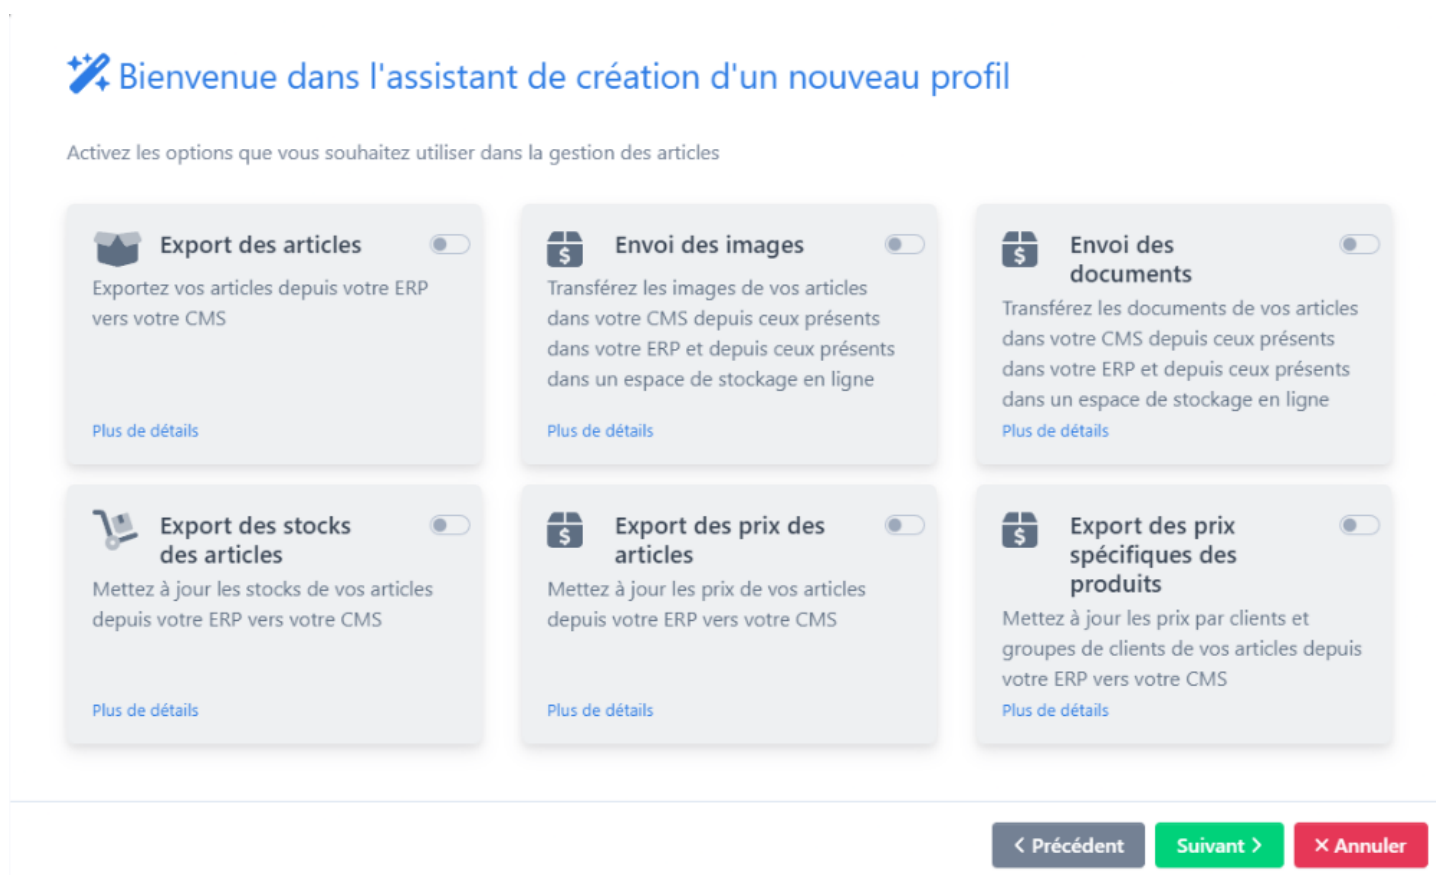 Bienvenue dans l'assistant de création d'un nouveau profil
Activez les options que vous souhaitez utiliser dans la gestion des articles
Export des articles
Exportez vos articles depuis votre ERP
vers votre CMS
Plus de détails
$
Envoi des images
Transférez les images de vos articles
dans votre CMS depuis ceux présents
dans votre ERP et depuis ceux présents
dans un espace de stockage en ligne
Plus de détails
$
Envoi des
documents
Transférez les documents de vos articles
dans votre CMS depuis ceux présents
dans votre ERP et depuis ceux présents
dans un espace de stockage en ligne
Plus de détails
Export des stocks
des articles
Mettez à jour les stocks de vos articles
depuis votre ERP vers votre CMS
Plus de détails
$
Export des prix des
articles
Mettez à jour les prix de vos articles
depuis votre ERP vers votre CMS
Plus de détails
$
Export des prix
spécifiques des
produits
Mettez à jour les prix par clients et
groupes de clients de vos articles depuis
votre ERP vers votre CMS
Plus de détails
Précédent
Suivant
Annuler